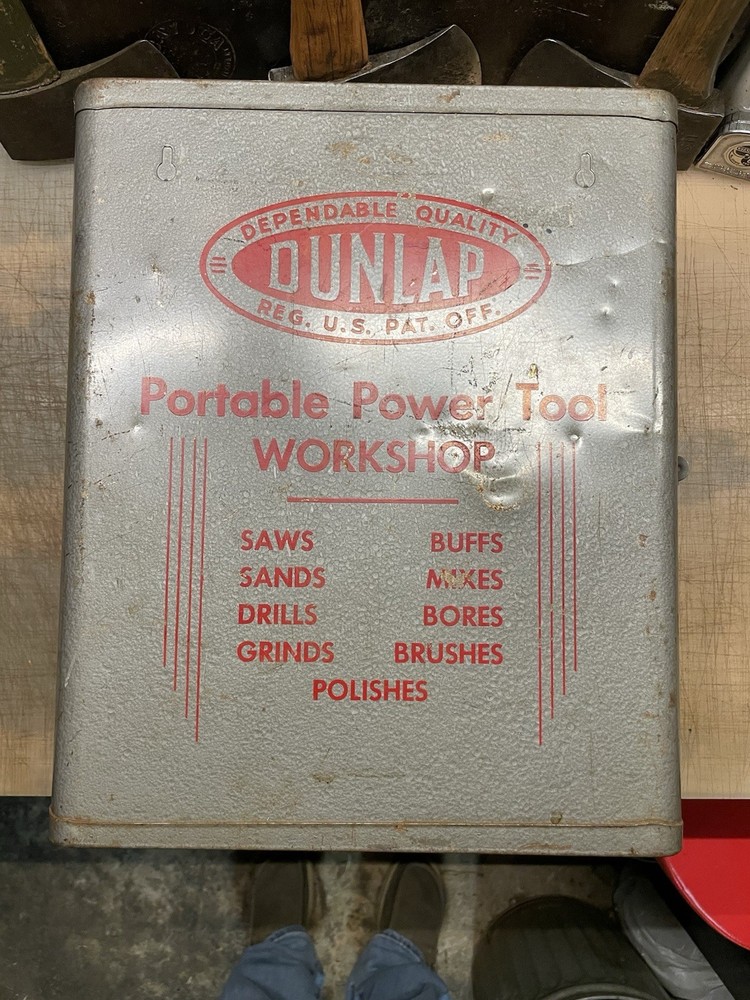 DEPENDABLE QUALITY
DUNLAP
REG. U.S. PAT. OFF.
Portable Power Tool
WORKSHOP
SAWS BUFFS
SANDS MIXES
DRILLS BORES
GRINDS BRUSHES
POLISHES